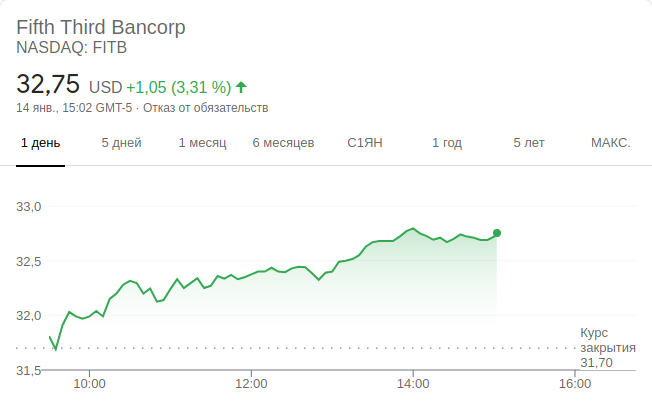 Fifth Third Bancorp
NASDAQ: FITB
32,75 USD +1,05 (3,31 %)
14 янв., 15:02 GMT-5 · Отказ от обязательств
1 день 5 дней 1 месяц 6 месяцев С1ЯН 1 год 5 лет МАКС.
33,0
32,5
32,0
Курс
закрытия
31,70
31,5
10:00 12:00 14:00 16:00